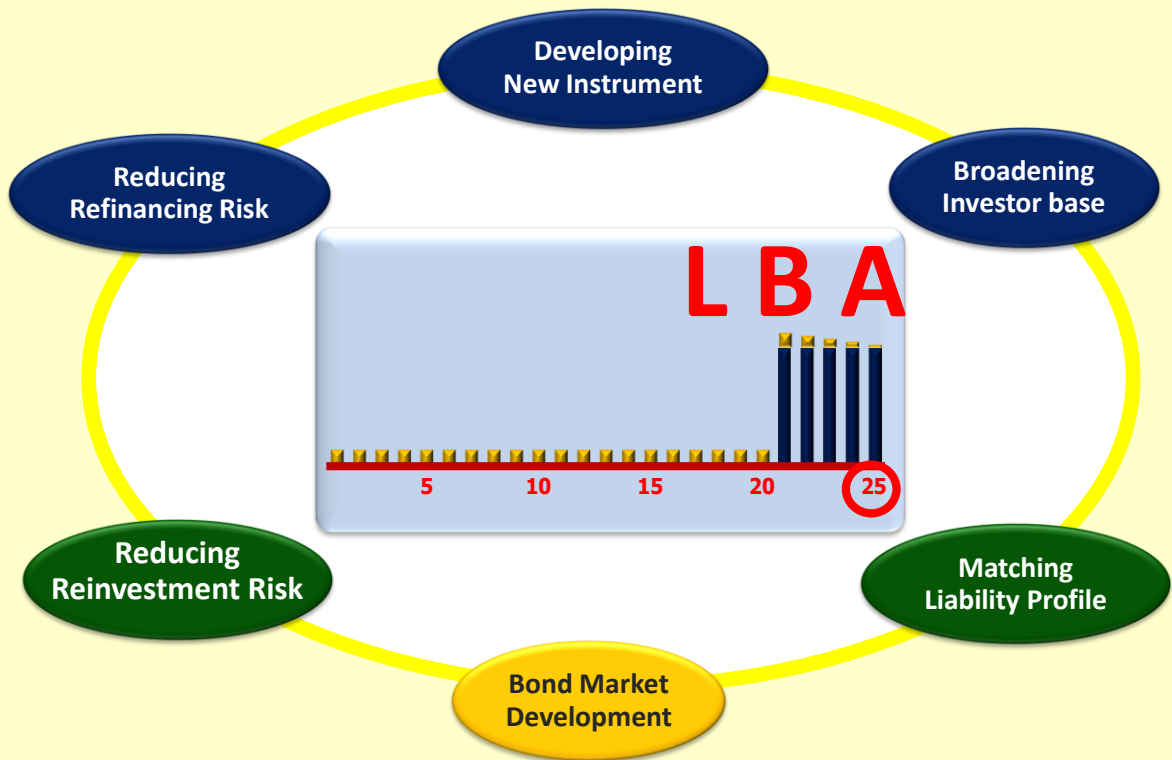 Developing
New Instrument
Reducing
Refinancing Risk
Broadening
Investor base
L B A
5 10 15 20 25
Reducing
Reinvestment Risk
Matching
Liability Profile
Bond Market
Development